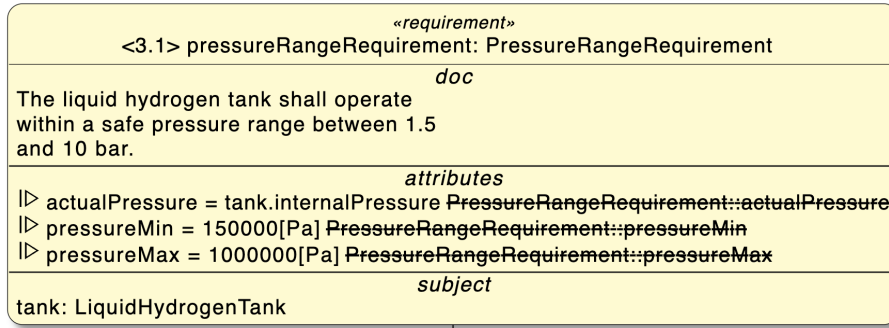 «requirement»
<3.1> pressureRangeRequirement: PressureRangeRequirement
doc
The liquid hydrogen tank shall operate
within a safe pressure range between 1.5
and 10 bar.
attributes
actualPressure = tank.internalPressure PressureRangeRequirement::actualPressure
pressureMin = 150000[Pa] PressureRangeRequirement::pressureMin
pressureMax = 1000000[Pa] PressureRangeRequirement::pressureMax
subject
tank: LiquidHydrogenTank